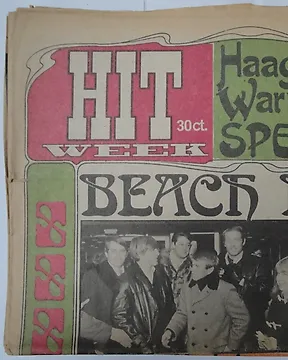 HIT
30ct.
WEEK
Haag
War
SPE
BEACH